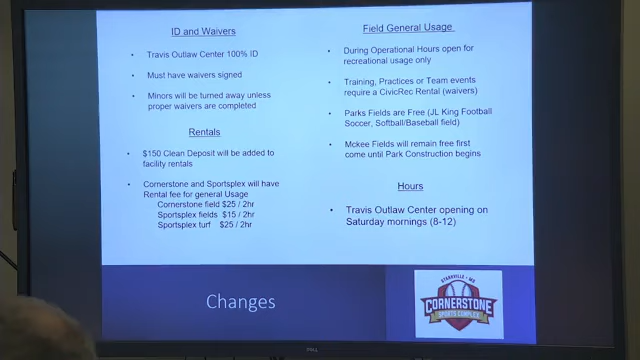 ID and Waivers
• Travis Outlaw Center 100% ID
• Must have waivers signed
• Minors will be turned away unless
proper waivers are completed
Rentals
• $150 Clean Deposit will be added to
facility rentals
• Cornerstone and Sportsplex will have
Rental fee for general Usage
Cornerstone field $25 / 2hr
Sportsplex fields $15 / 2hr
Sportsplex turf $25 / 2hr
Field General Usage
• During Operational Hours open for
recreational usage only
• Training, Practices or Team events
require a CivicRec Rental (waivers)
• Parks Fields are Free (JL King Football
Soccer, Softball/Baseball field)
• Mckee Fields will remain free first
come until Park Construction begins
Hours
• Travis Outlaw Center opening on
Saturday mornings (8-12)
Changes
STARKVILLE • MS
CORNERSTONE
SPORTS COMPLEX
DELL